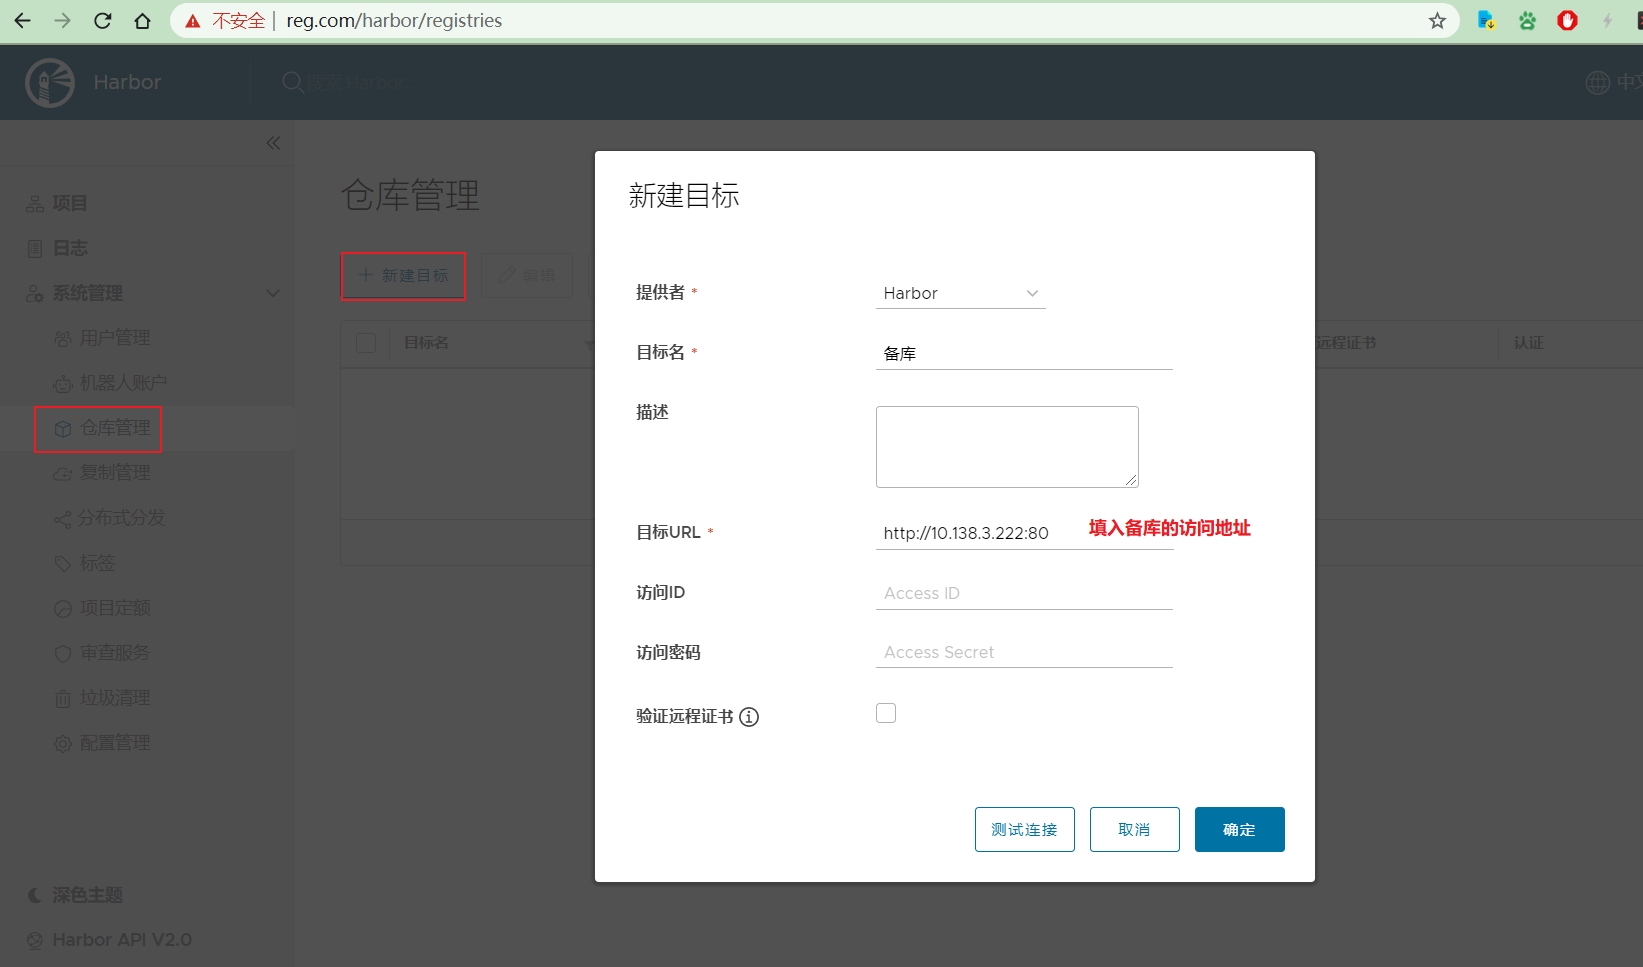 不安全 | reg.com/harbor/registries
Harbor
搜索 Harbor...
中文
项目
日志
系统管理
用户管理
机器人账户
仓库管理
复制管理
分布式分发
标签
项目定额
审查服务
垃圾清理
配置管理
深色主题
Harbor API V2.0
仓库管理
+ 新建目标
编辑
目标名
远程证书
认证
新建目标
提供者 *
Harbor
目标名 *
备库
描述
目标URL *
http://10.138.3.222:80
填入备库的访问地址
访问ID
Access ID
访问密码
Access Secret
验证远程证书
测试连接
取消
确定